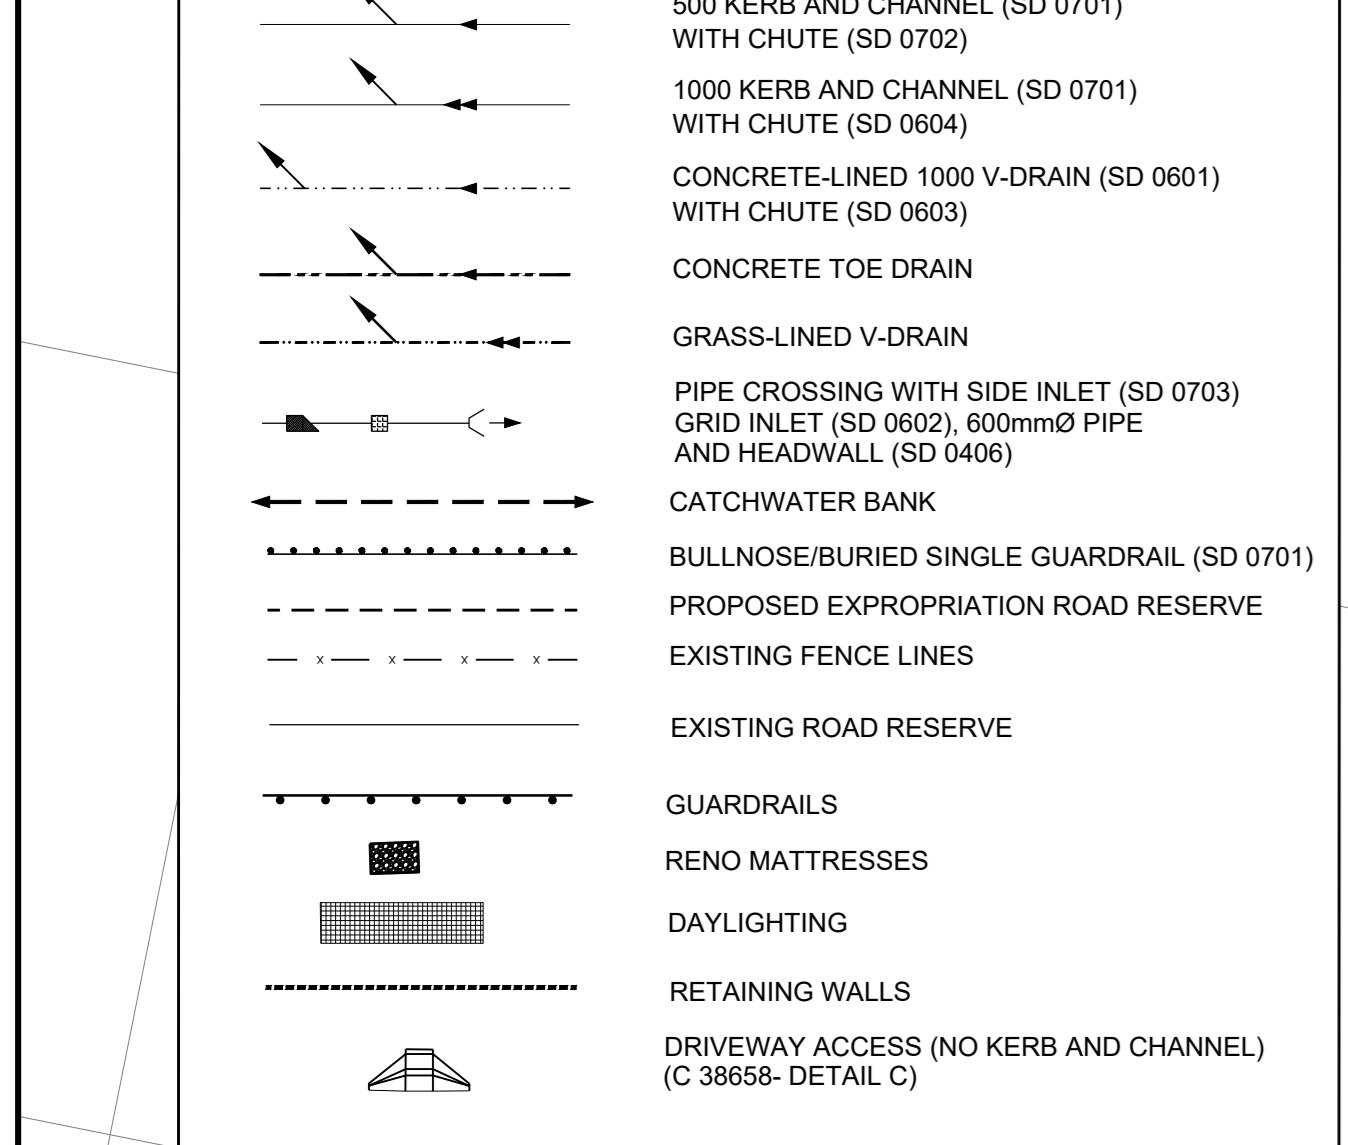 500 KERB AND CHANNEL (SD 0701)
WITH CHUTE (SD 0702)
1000 KERB AND CHANNEL (SD 0701)
WITH CHUTE (SD 0604)
CONCRETE-LINED 1000 V-DRAIN (SD 0601)
WITH CHUTE (SD 0603)
CONCRETE TOE DRAIN
GRASS-LINED V-DRAIN
PIPE CROSSING WITH SIDE INLET (SD 0703)
GRID INLET (SD 0602), 600mmØ PIPE
AND HEADWALL (SD 0406)
CATCHWATER BANK
BULLNOSE/BURIED SINGLE GUARDRAIL (SD 0701)
PROPOSED EXPROPRIATION ROAD RESERVE
x x x x
EXISTING FENCE LINES
EXISTING ROAD RESERVE
GUARDRAILS
RENO MATTRESSES
DAYLIGHTING
RETAINING WALLS
DRIVEWAY ACCESS (NO KERB AND CHANNEL)
(C 38658- DETAIL C)